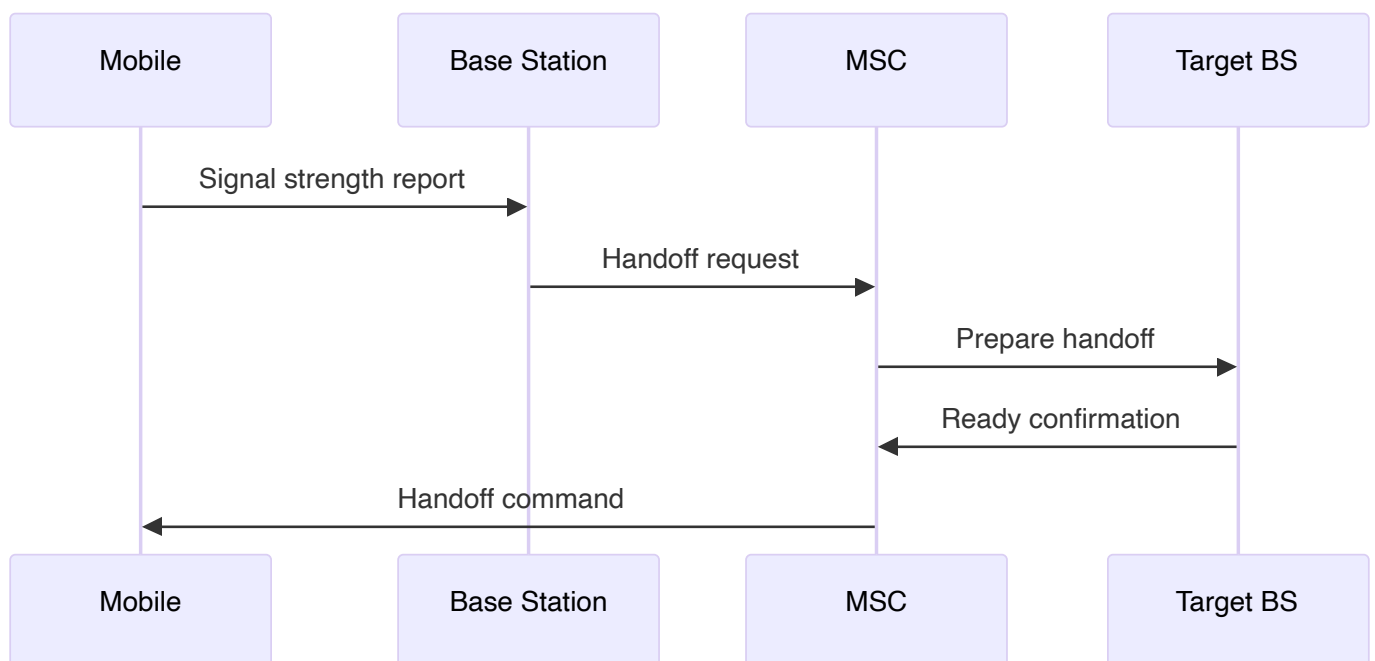 Mobile
Base Station
MSC
Target BS
Signal strength report
Handoff request
Prepare handoff
Ready confirmation
Handoff command
Mobile
Base Station
MSC
Target BS